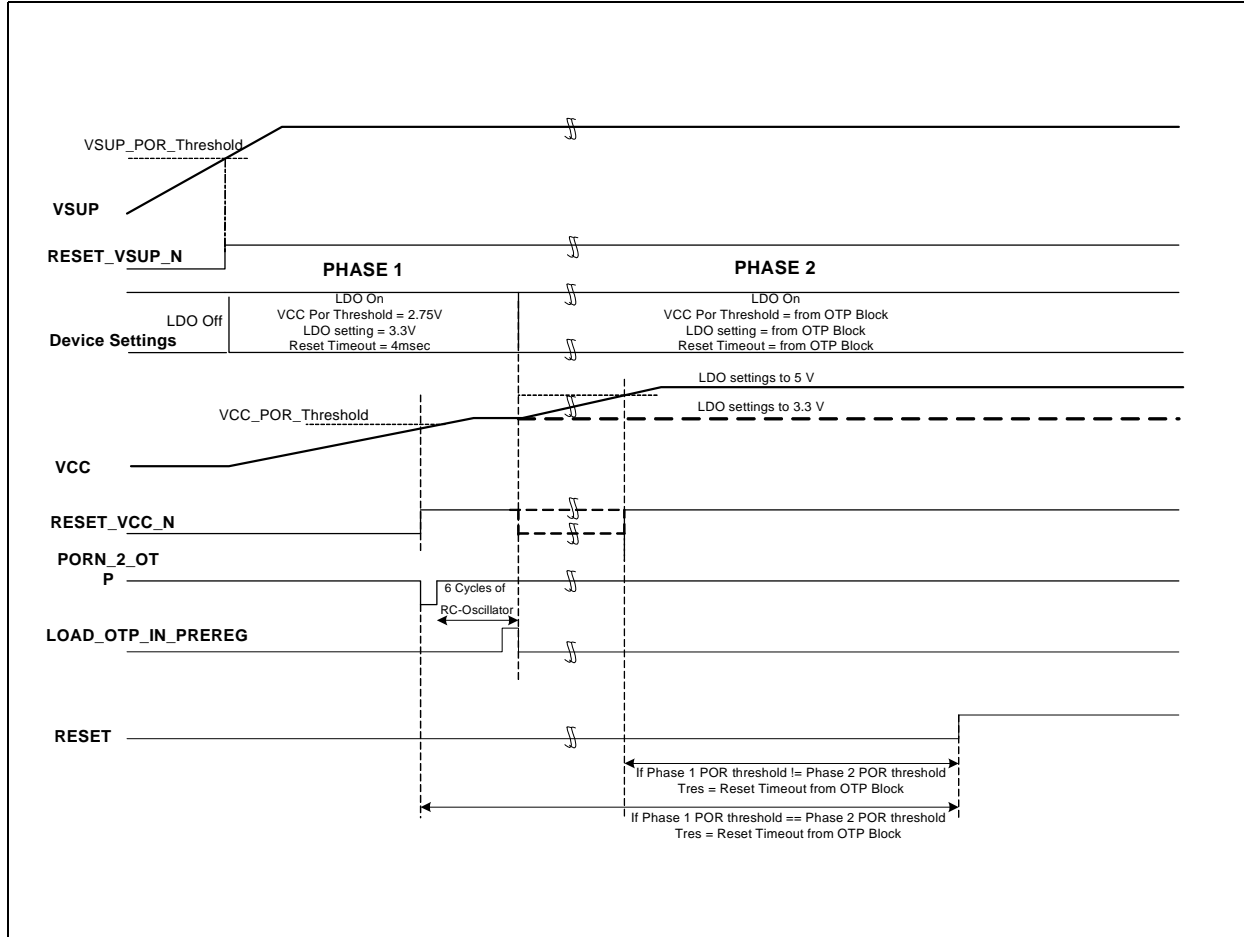 VSUP_POR_Threshold
VSUP
RESET_VSUP_N
PHASE 1
PHASE 2
LDO Off
Device Settings
LDO On
VCC Por Threshold = 2.75V
LDO setting = 3.3V
Reset Timeout = 4msec
LDO On
VCC Por Threshold = from OTP Block
LDO setting = from OTP Block
Reset Timeout = from OTP Block
LDO settings to 5 V
VCC_POR_Threshold
LDO settings to 3.3 V
VCC
RESET_VCC_N
PORN_2_OT
P
6 Cycles of
RC-Oscillator
LOAD_OTP_IN_PREREG
RESET
If Phase 1 POR threshold != Phase 2 POR threshold
Tres = Reset Timeout from OTP Block
If Phase 1 POR threshold == Phase 2 POR threshold
Tres = Reset Timeout from OTP Block